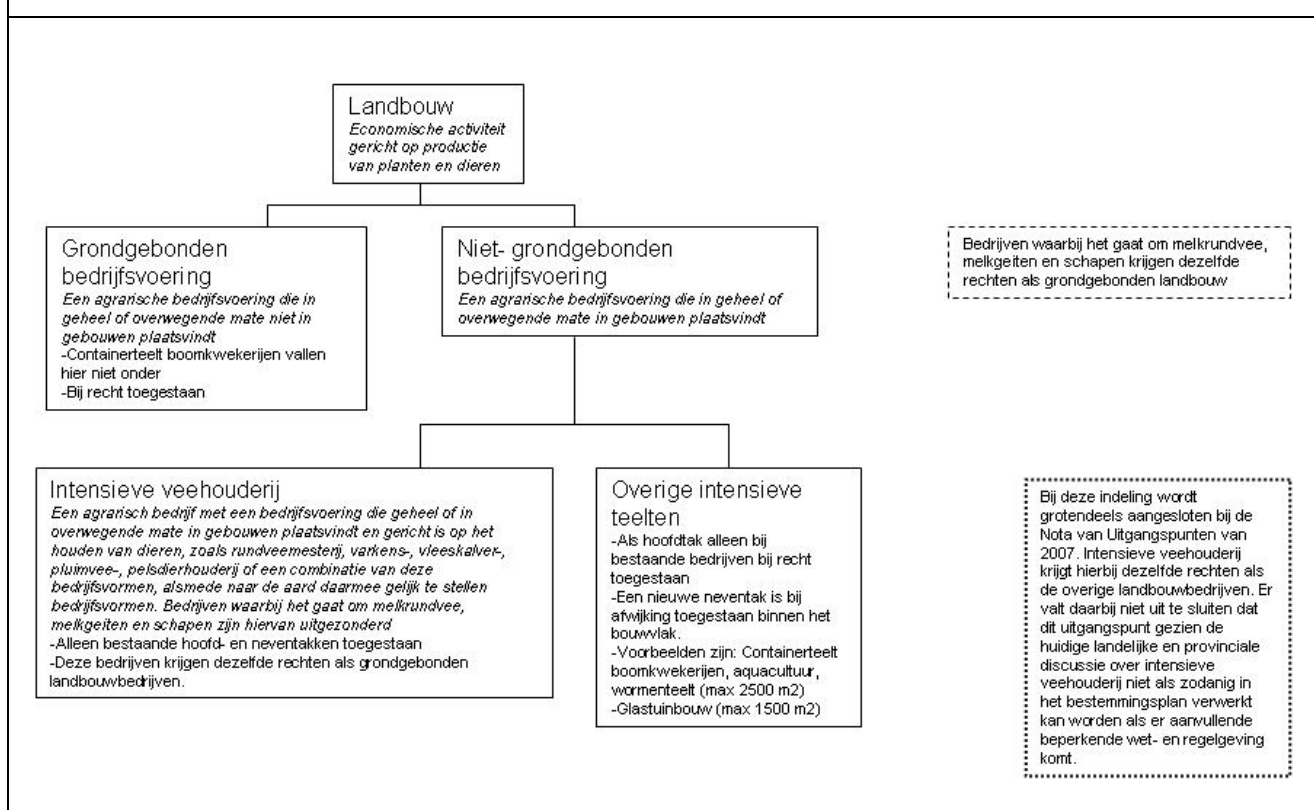 Landbouw
Economische activiteit
gericht op productie
van planten en dieren
Grondgebonden
bedrijfsvoering
Een agrarische bedrijfsvoering die in
geheel of overwegende mate niet in
gebouwen plaatsvindt
-Containerteelt boomkwekerijen vallen
hier niet onder
-Bij recht toegestaan
Niet- grondgebonden
bedrijfsvoering
Een agrarische bedrijfsvoering die in geheel of
overwegende mate in gebouwen plaatsvindt
Bedrijven waarbij het gaat om melkrundvee,
melkgeiten en schapen krijgen dezelfde
rechten als grondgebonden landbouw
Intensieve veehouderij
Een agrarisch bedrijf met een bedrijfsvoering die geheel of in
overwegende mate in gebouwen plaatsvindt en gericht is op het
houden van dieren, zoals rundveemesterij, varkens-, vleeskalver-,
pluimvee-, pelsdierhouderij of een combinatie van deze
bedrijfsvormen, alsmede naar de aard daarmee gelijk te stellen
bedrijfsvormen. Bedrijven waarbij het gaat om melkrundvee,
melkgeiten en schapen zijn hiervan uitgezonderd
-Alleen bestaande hoofd- en neventakken toegestaan
-Deze bedrijven krijgen dezelfde rechten als grondgebonden
landbouwbedrijven.
Overige intensieve
teelten
-Als hoofdtak alleen bij
bestaande bedrijven bij recht
toegestaan
-Een nieuwe neventak is bij
afwijking toegestaan binnen het
bouwvlak.
-Voorbeelden zijn: Containerteelt
boomkwekerijen, aquacultuur,
wormenteelt (max 2500 m2)
-Glastuinbouw (max 1500 m2)
Bij deze indeling wordt
grotendeels aangesloten bij de
Nota van Uitgangspunten van
2007. Intensieve veehouderij
krijgt hierbij dezelfde rechten als
de overige landbouwbedrijven. Er
valt daarbij niet uit te sluiten dat
dit uitgangspunt gezien de
huidige landelijke en provinciale
discussie over intensieve
veehouderij niet als zodanig in
het bestemmingsplan verwerkt
kan worden als er aanvullende
beperkende wet- en regelgeving
komt.